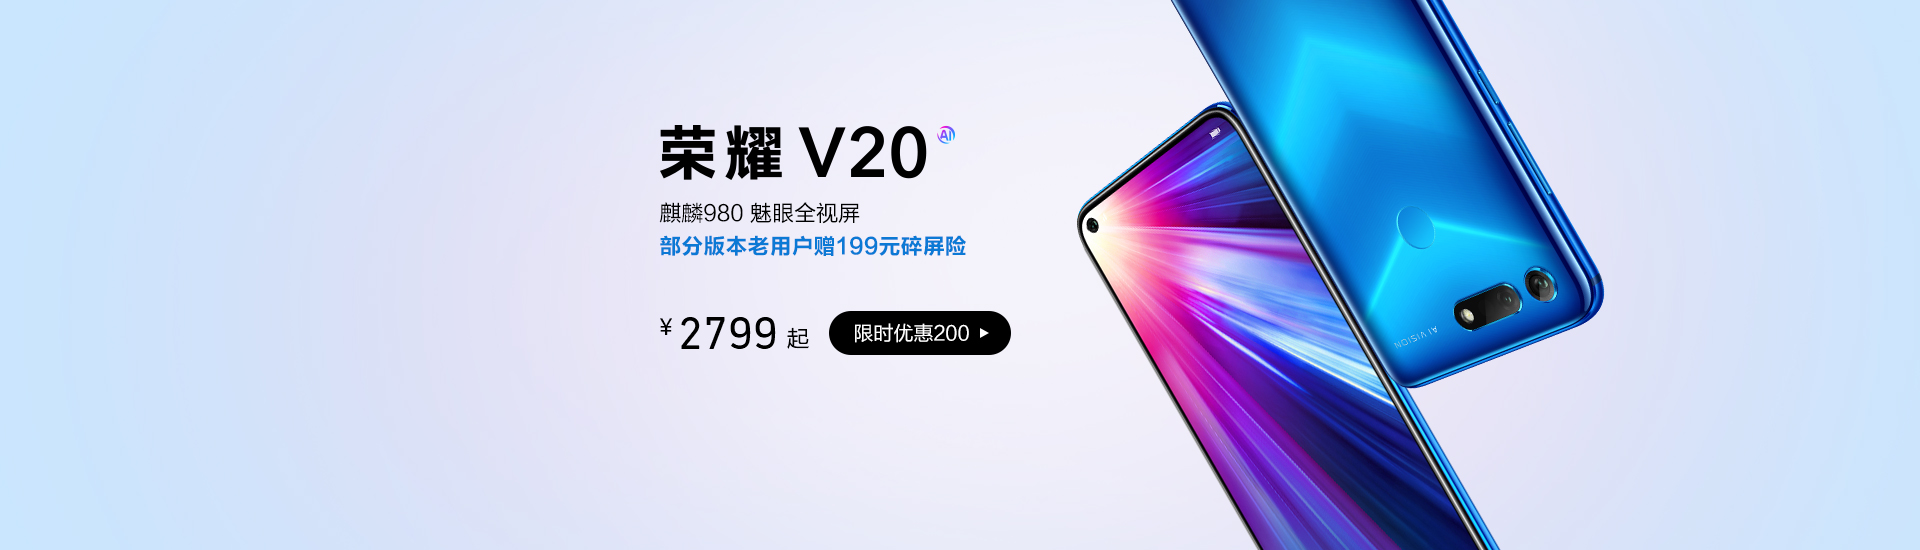 荣耀 V20 AI
麒麟980 魅眼全视屏
部分版本老用户赠199元碎屏险
¥2799 起
限时优惠200
AI VISION